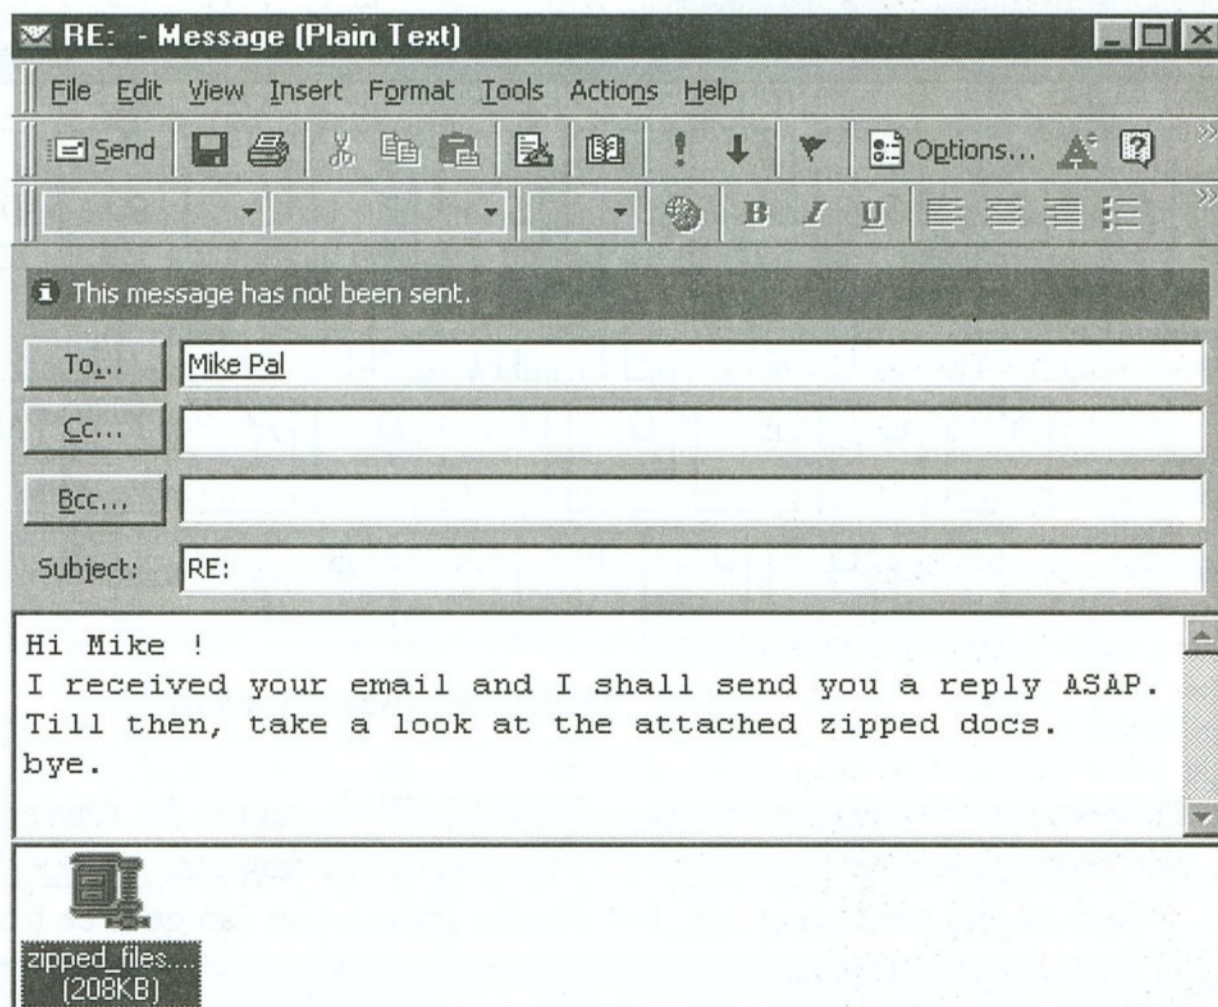 RE: - Message (Plain Text)
File Edit View Insert Format Tools Actions Help
Send Options...
B I U
This message has not been sent.
To... Mike Pal
Cc...
Bcc...
Subject: RE:
Hi Mike !
I received your email and I shall send you a reply ASAP.
Till then, take a look at the attached zipped docs.
bye.
zipped_files....
(208KB)